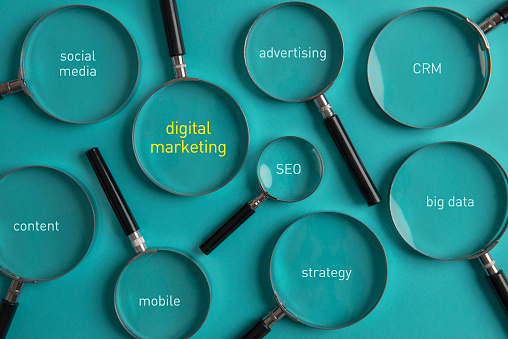 social
media
advertising
CRM
digital
marketing
SEO
content
big data
mobile
strategy